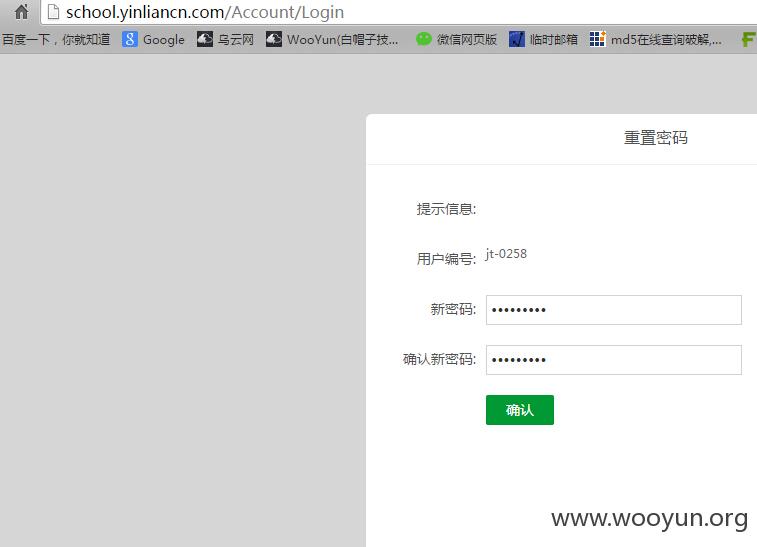 school.yinliancn.com/Account/Login
百度一下，你就知道 Google 乌云网 WooYun(白帽子技... 微信网页版 临时邮箱 md5在线查询破解,...
重置密码
提示信息:
用户编号: jt-0258
新密码: •••••••••
确认新密码: •••••••••
确认
www.wooyun.org